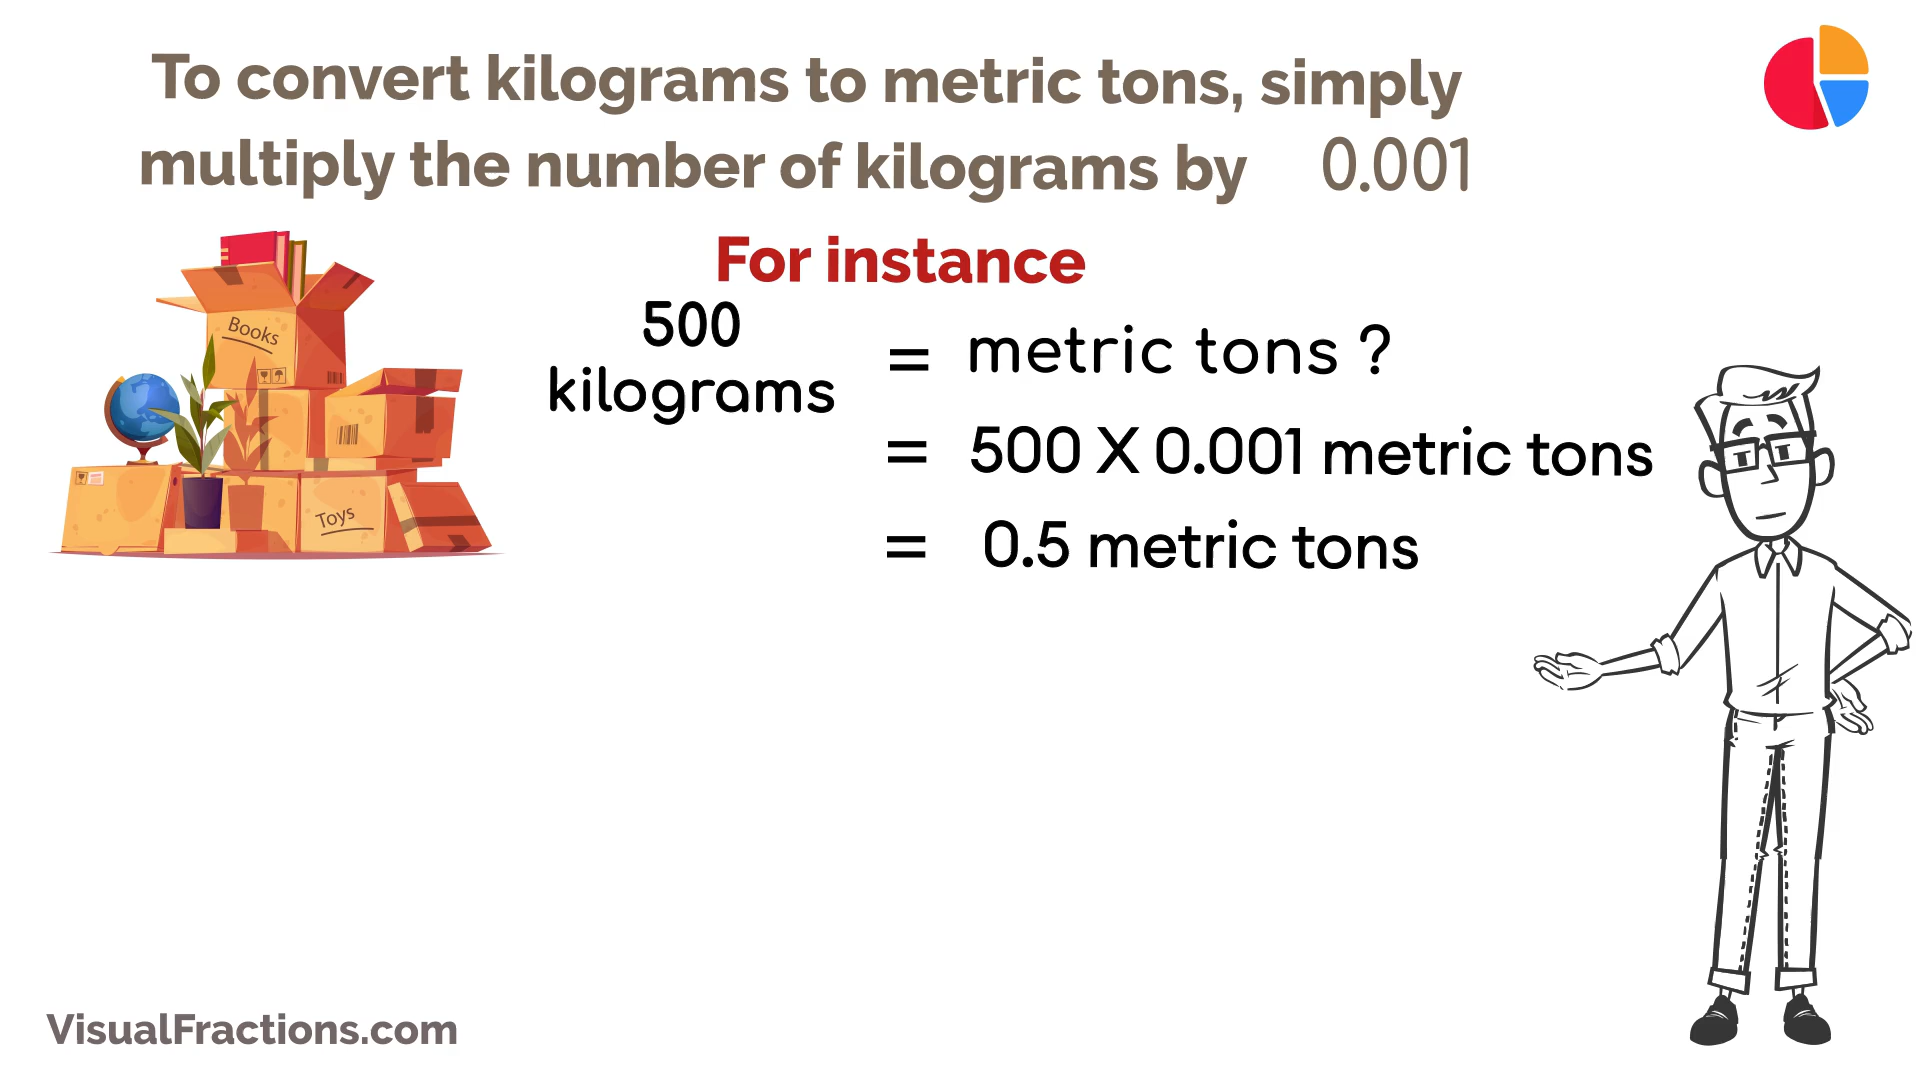 To convert kilograms to metric tons, simply
multiply the number of kilograms by 0.001
For instance
500
kilograms
= metric tons ?
= 500 X 0.001 metric tons
= 0.5 metric tons
Books
Toys
VisualFractions.com